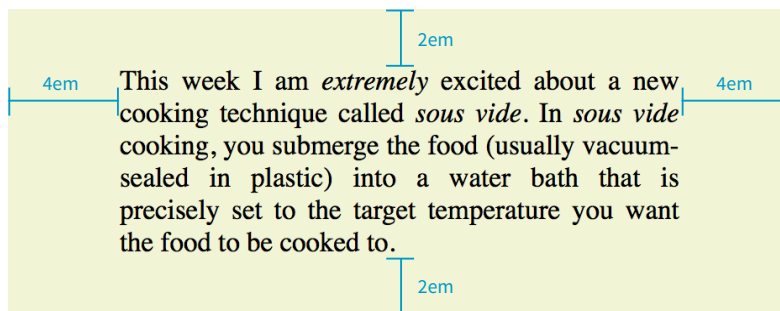 2em
4em
This week I am extremely excited about a new
4em
cooking technique called sous vide. In sous vide
cooking, you submerge the food (usually vacuum-
sealed in plastic) into a water bath that is
precisely set to the target temperature you want
the food to be cooked to.
2em